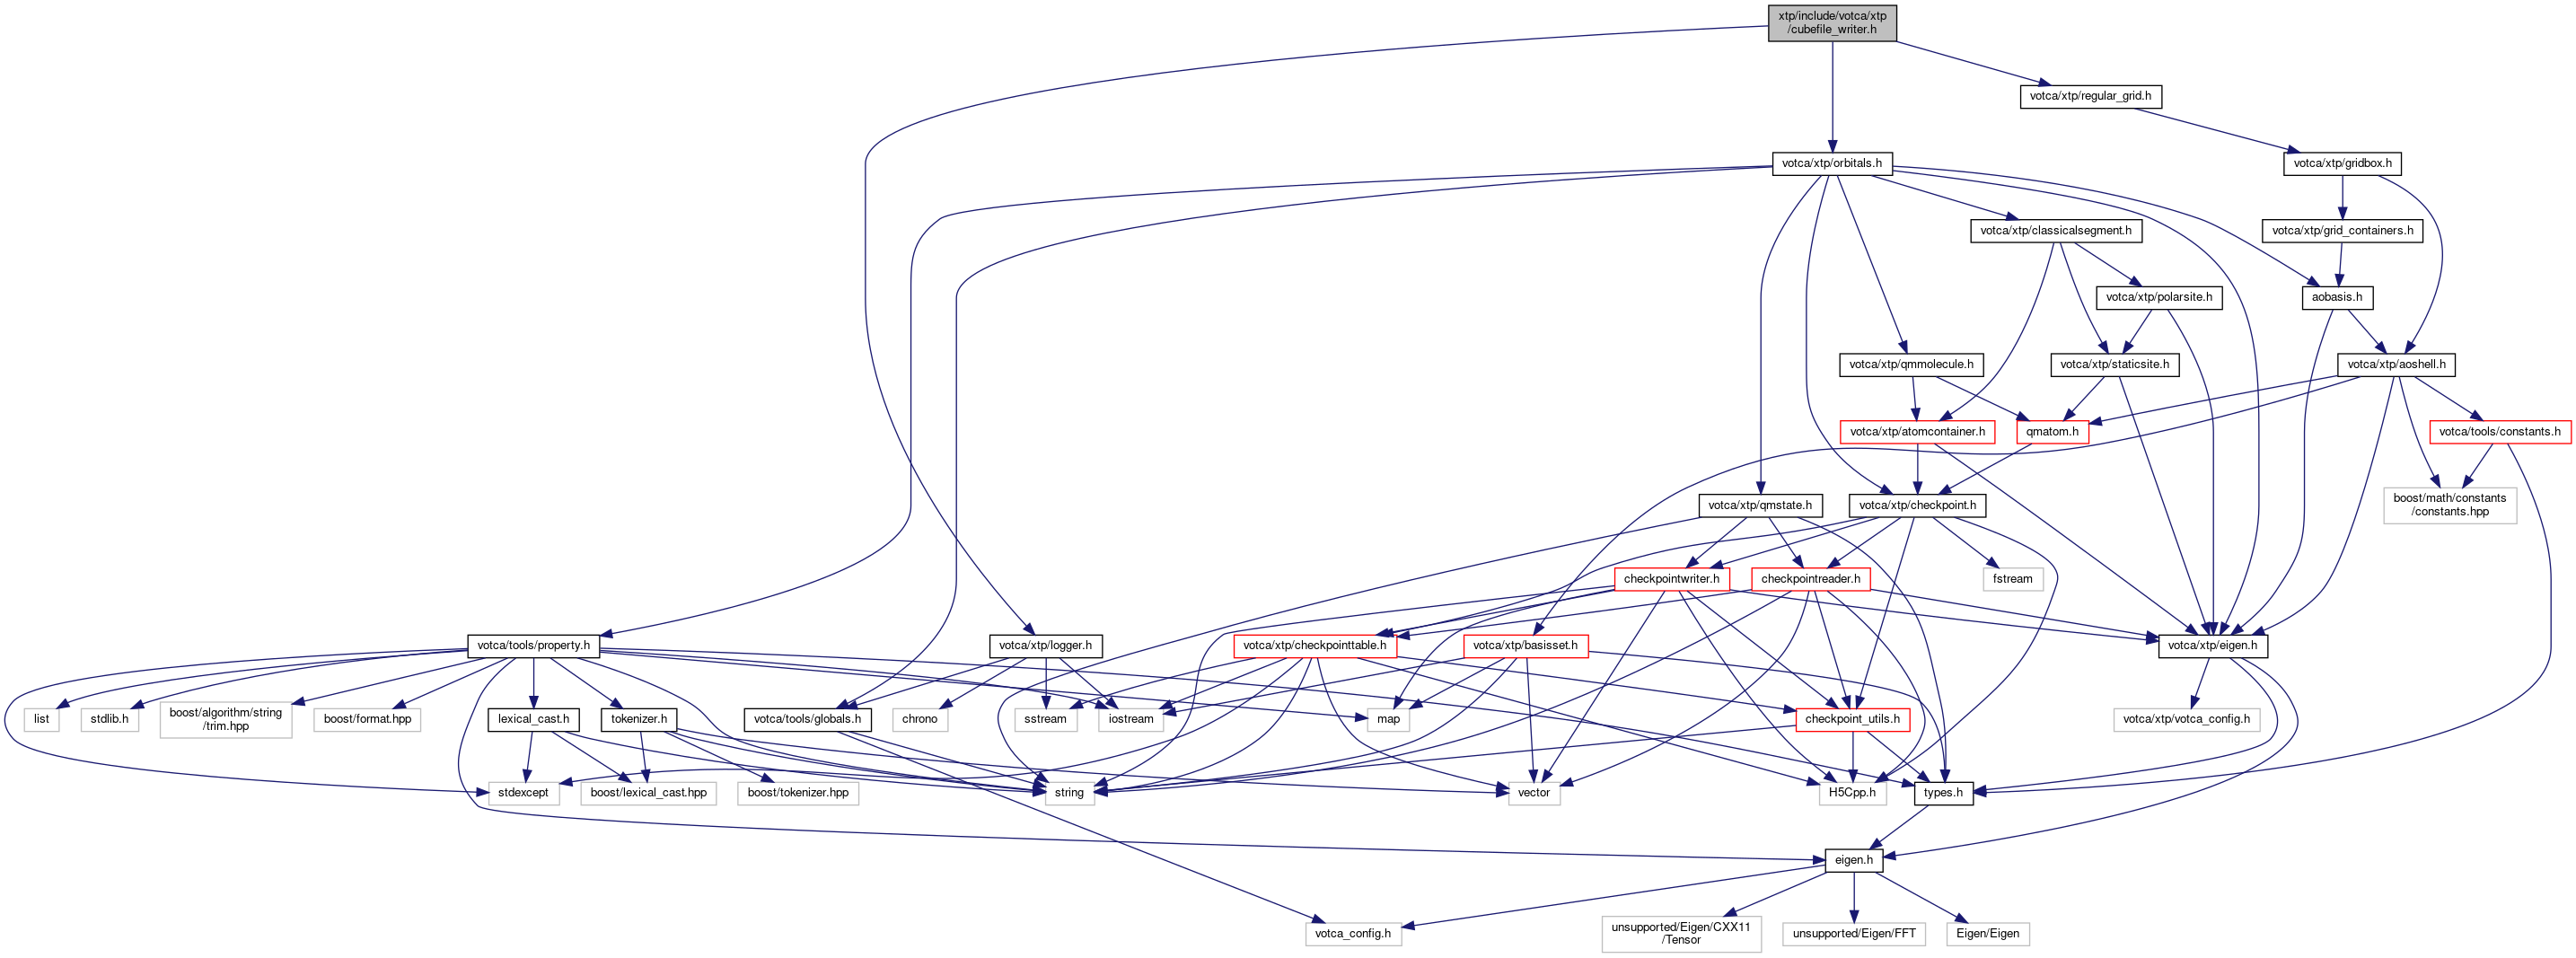 xtp/include/votca/xtp
/cubefile_writer.h
votca/xtp/regular_grid.h
votca/xtp/orbitals.h
votca/xtp/gridbox.h
votca/xtp/classicalsegment.h
votca/xtp/grid_containers.h
votca/xtp/polarsite.h
aobasis.h
votca/xtp/qmmolecule.h
votca/xtp/staticsite.h
votca/xtp/aoshell.h
votca/xtp/atomcontainer.h
qmatom.h
votca/tools/constants.h
votca/xtp/qmstate.h
votca/xtp/checkpoint.h
boost/math/constants
/constants.hpp
checkpointwriter.h
checkpointreader.h
fstream
votca/tools/property.h
votca/xtp/logger.h
votca/xtp/checkpointtable.h
votca/xtp/basisset.h
votca/xtp/eigen.h
list
stdlib.h
boost/algorithm/string
/trim.hpp
boost/format.hpp
lexical_cast.h
tokenizer.h
votca/tools/globals.h
chrono
sstream
iostream
map
checkpoint_utils.h
votca/xtp/votca_config.h
stdexcept
boost/lexical_cast.hpp
boost/tokenizer.hpp
string
vector
H5Cpp.h
types.h
eigen.h
votca_config.h
unsupported/Eigen/CXX11
/Tensor
unsupported/Eigen/FFT
Eigen/Eigen